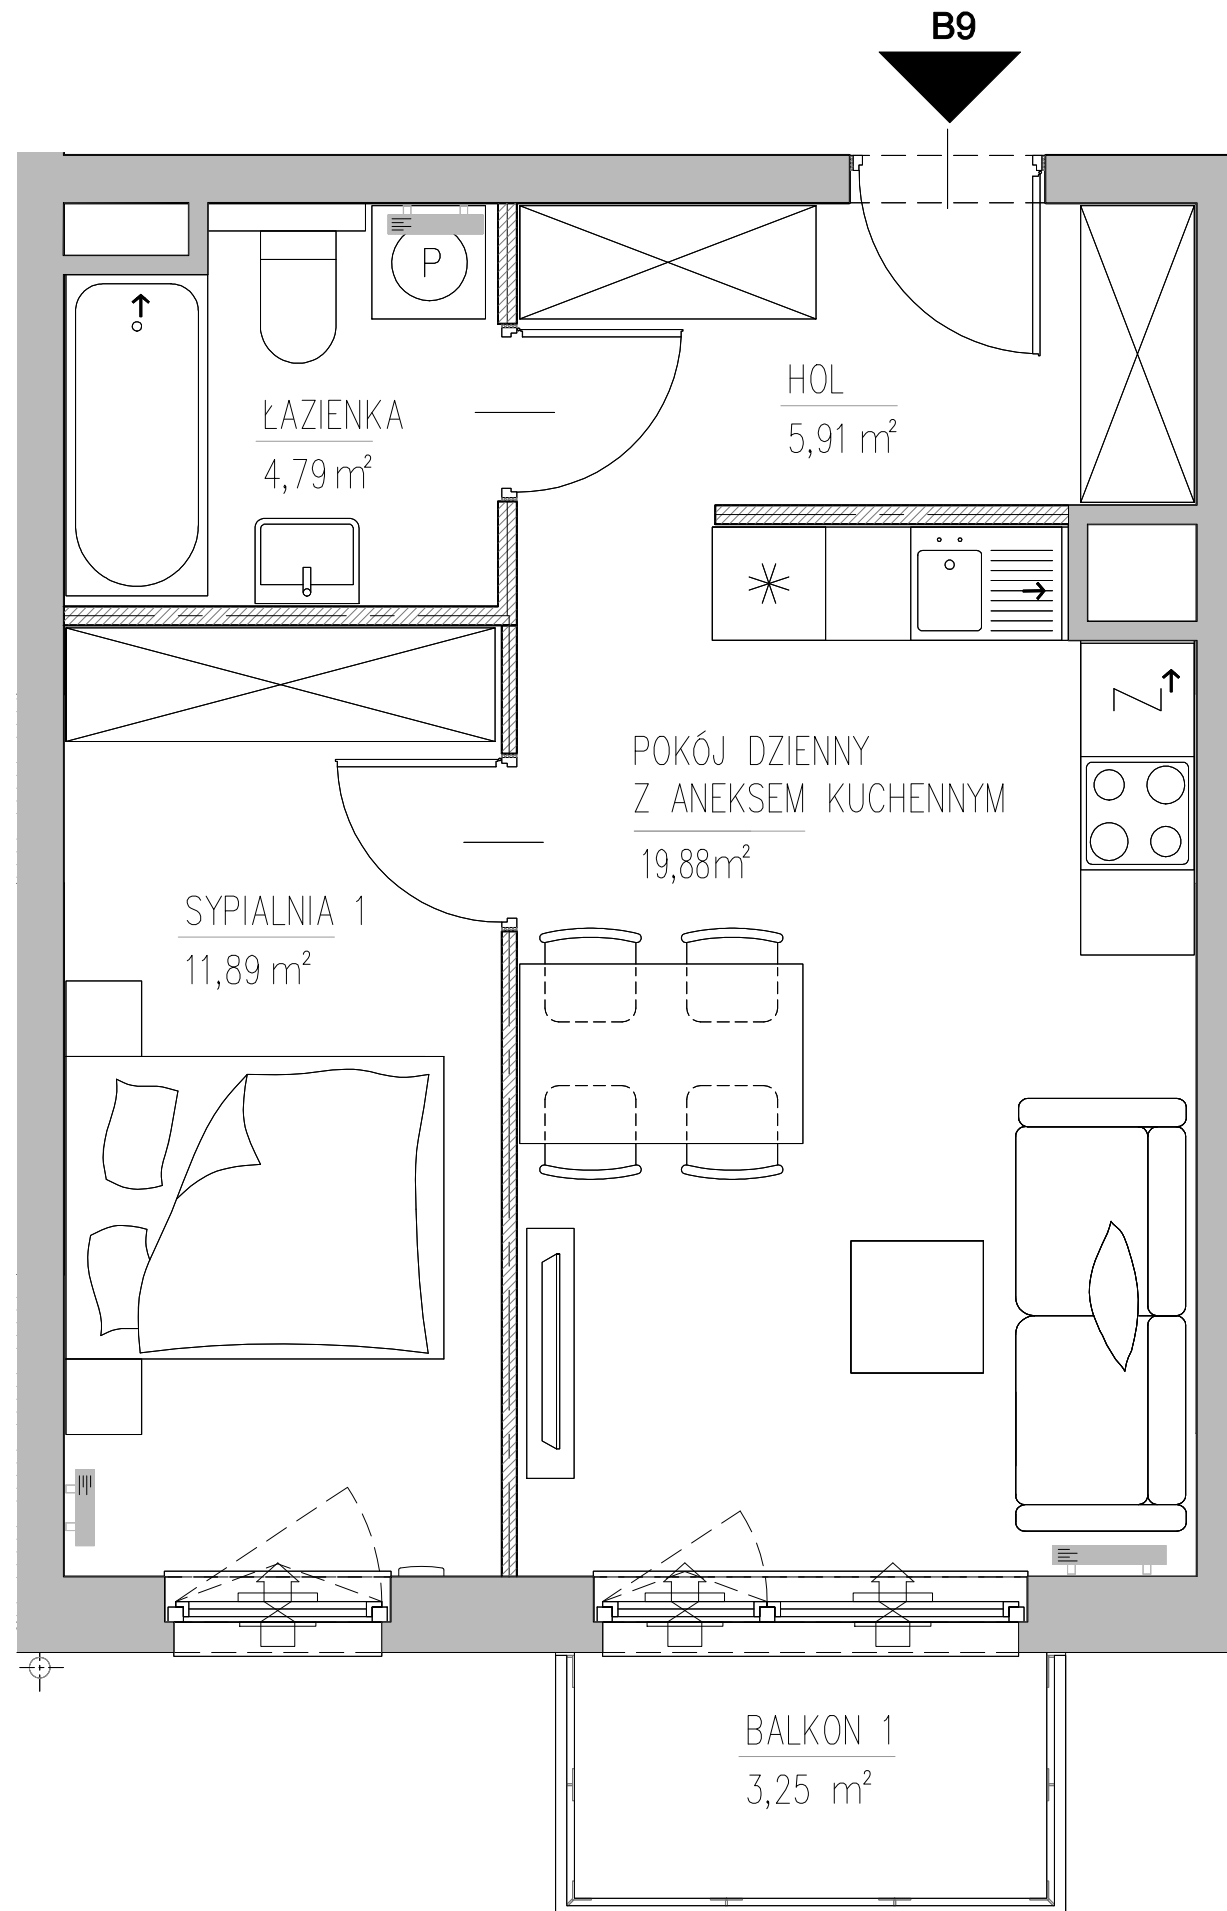 B9
P
HOL
5,91 m²
ŁAZIENKA
4,79 m²
Z
POKÓJ DZIENNY
Z ANEKSEM KUCHENNYM
19,88m²
SYPIALNIA 1
11,89 m²
BALKON 1
3,25 m²